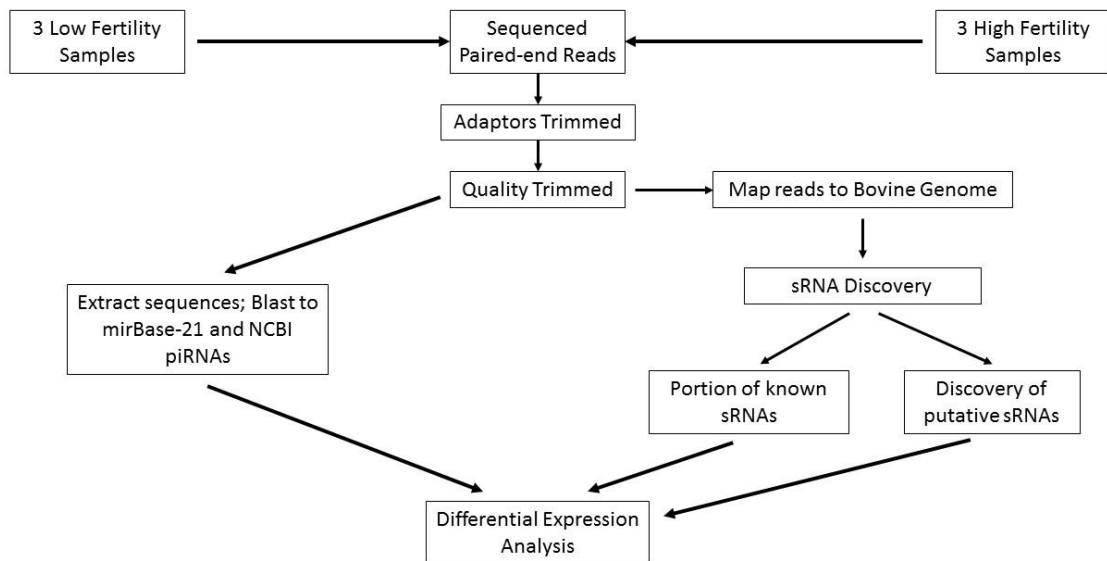 3 Low Fertility
Samples
Sequenced
Paired-end Reads
3 High Fertility
Samples
Adaptors Trimmed
Quality Trimmed
Map reads to Bovine Genome
Extract sequences; Blast to
mirBase-21 and NCBI
piRNAs
sRNA Discovery
Portion of known
sRNAs
Discovery of
putative sRNAs
Differential Expression
Analysis